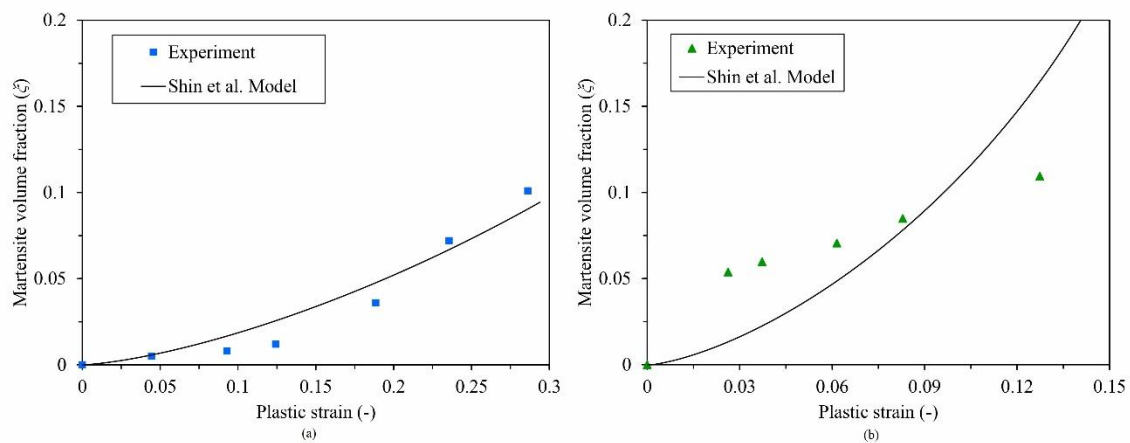 0.2
0.15
0.1
0.05
0
Martensite volume fraction (ξ)
Experiment
Shin et al. Model
0
0.05
0.1
0.15
0.2
0.25
0.3
Plastic strain (-)
(a)
0.2
0.15
0.1
0.05
0
Martensite volume fraction (ξ)
Experiment
Shin et al. Model
0
0.03
0.06
0.09
0.12
0.15
Plastic strain (-)
(b)